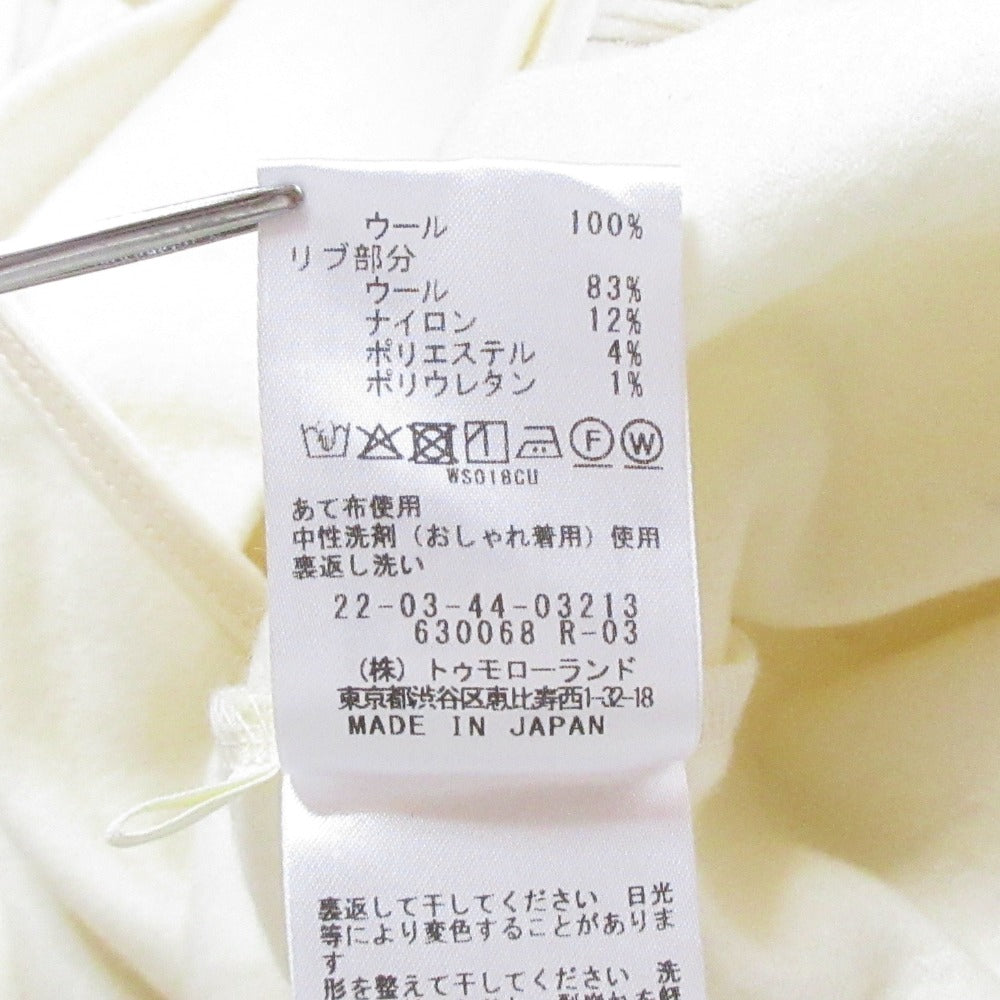 ウール 100%
リブ部分
ウール 83%
ナイロン 12%
ポリエステル 4%
ポリウレタン 1%
F W
WS018CU
あて布使用
中性洗剤（おしゃれ着用）使用
裏返し洗い
22-03-44-03213
630068 R-03
（株）トゥモローランド
東京都渋谷区恵比寿西1-32-18
MADE IN JAPAN
裏返して干してください 日光
等により変色することがありま
す
形を整えて干してください 洗